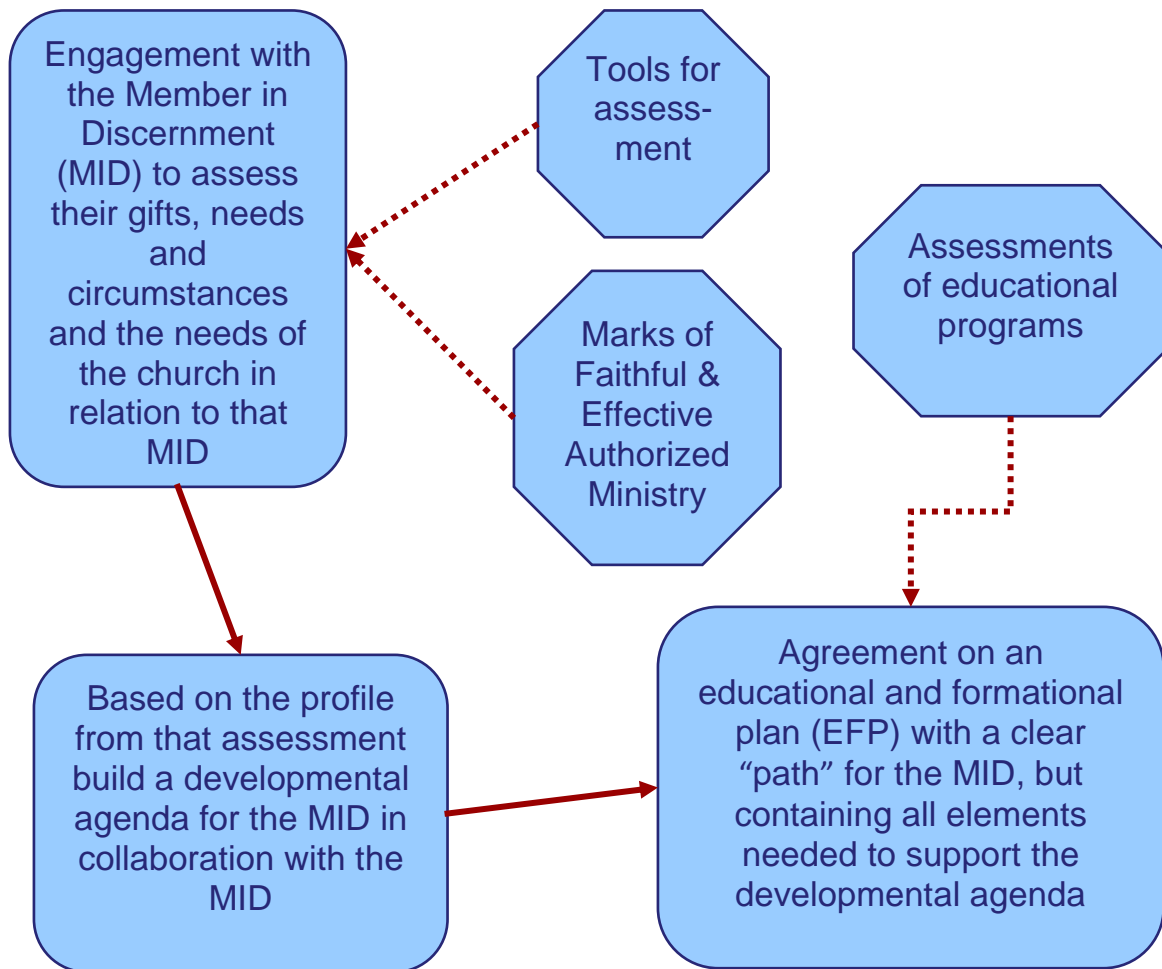 Engagement with
the Member in
Discernment
(MID) to assess
their gifts, needs
and
circumstances
and the needs of
the church in
relation to that
MID
Tools for
assess-
ment
Marks of
Faithful &
Effective
Authorized
Ministry
Assessments
of educational
programs
Based on the profile
from that assessment
build a developmental
agenda for the MID in
collaboration with the
MID
Agreement on an
educational and formational
plan (EFP) with a clear
“path” for the MID, but
containing all elements
needed to support the
developmental agenda